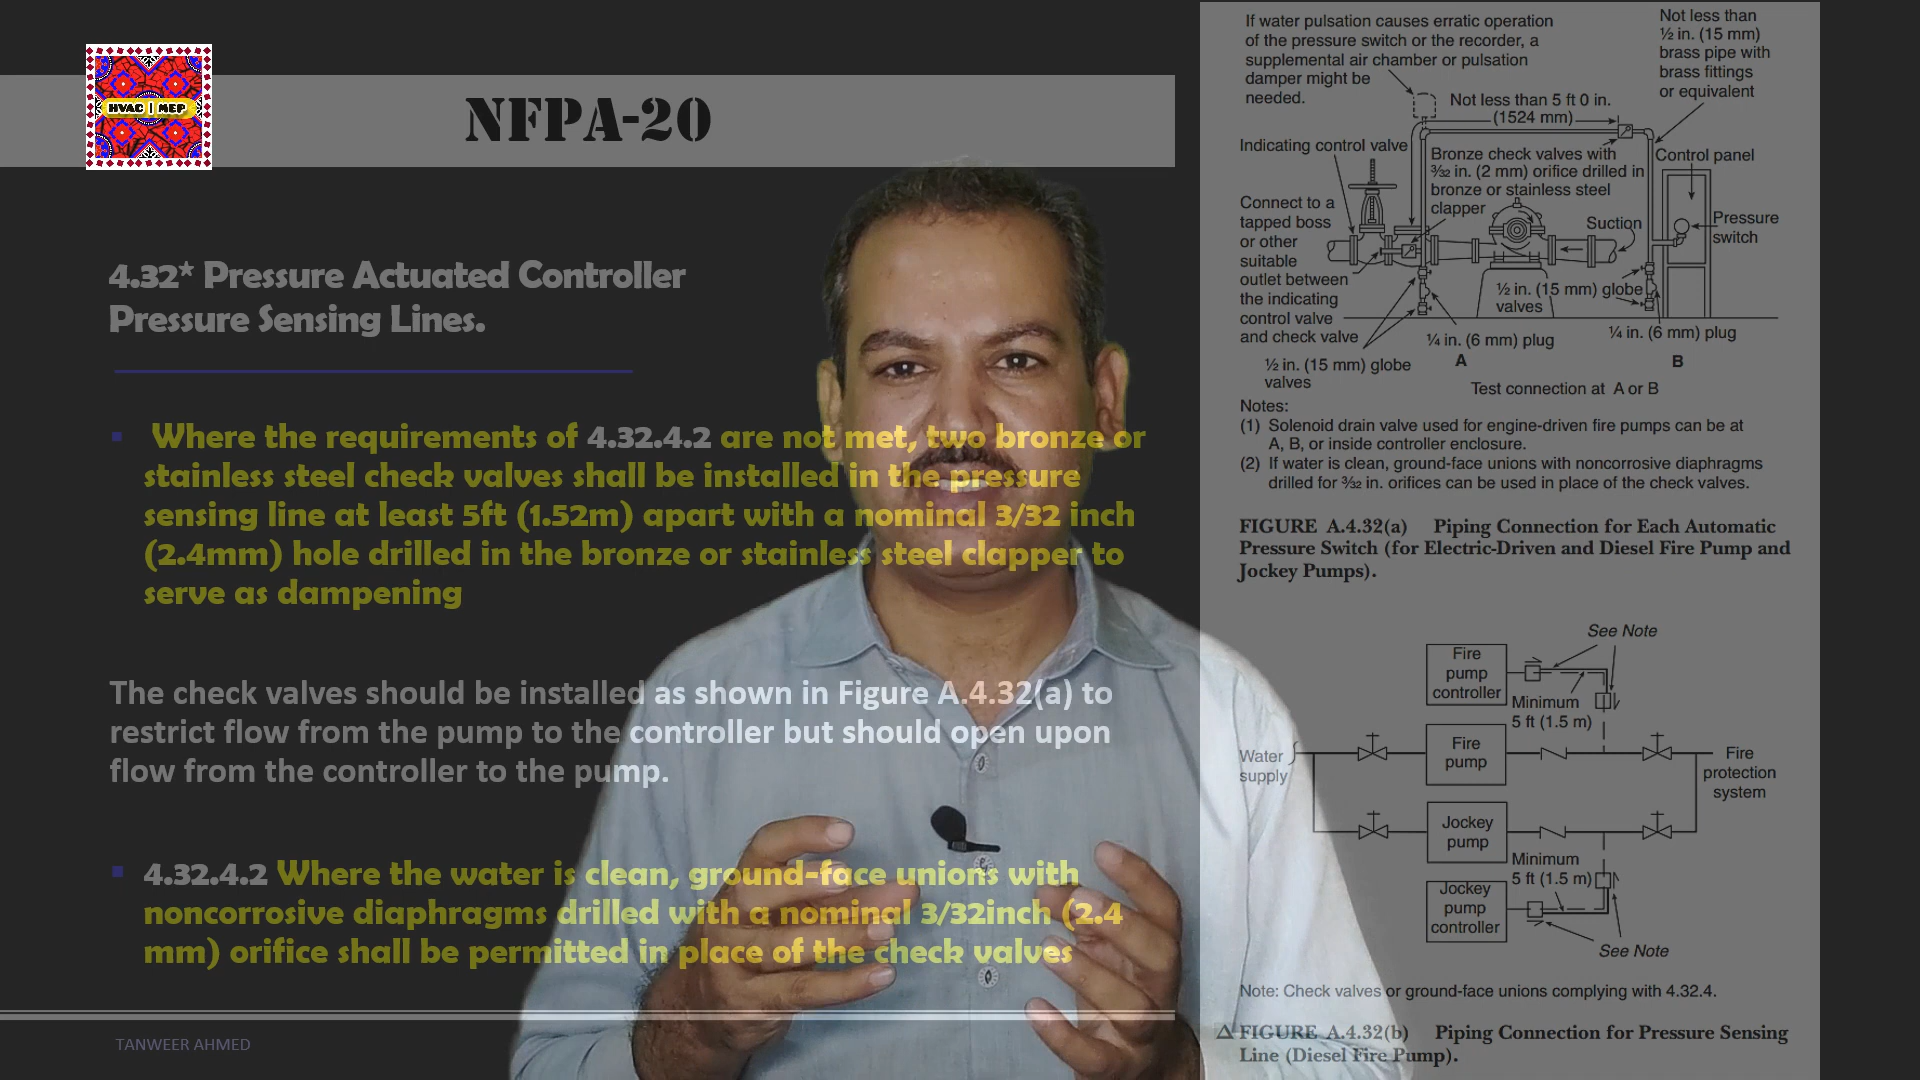 HVAC | MEP
NFPA-20
4.32* Pressure Actuated Controller
Pressure Sensing Lines.
Where the requirements of 4.32.4.2 are not met, two bronze or
stainless steel check valves shall be installed in the pressure
sensing line at least 5ft (1.52m) apart with a nominal 3/32 inch
(2.4mm) hole drilled in the bronze or stainless steel clapper to
serve as dampening
The check valves should be installed as shown in Figure A.4.32(a) to
restrict flow from the pump to the controller but should open upon
flow from the controller to the pump.
4.32.4.2 Where the water is clean, ground-face unions with
noncorrosive diaphragms drilled with a nominal 3/32inch (2.4
mm) orifice shall be permitted in place of the check valves
TANWEER AHMED
If water pulsation causes erratic operation
of the pressure switch or the recorder, a
supplemental air chamber or pulsation
damper might be
needed.
Not less than
½ in. (15 mm)
brass pipe with
brass fittings
or equivalent
Not less than 5 ft 0 in.
(1524 mm)
Indicating control valve
Bronze check valves with
3⁄32 in. (2 mm) orifice drilled in
bronze or stainless steel
clapper
Control panel
Connect to a
tapped boss
or other
suitable
outlet between
the indicating
control valve
and check valve
Suction
Pressure
switch
½ in. (15 mm) globe
valves
¼ in. (6 mm) plug
¼ in. (6 mm) plug
A
B
½ in. (15 mm) globe
valves
Test connection at A or B
Notes:
(1) Solenoid drain valve used for engine-driven fire pumps can be at
A, B, or inside controller enclosure.
(2) If water is clean, ground-face unions with noncorrosive diaphragms
drilled for 3⁄32 in. orifices can be used in place of the check valves.
FIGURE A.4.32(a) Piping Connection for Each Automatic
Pressure Switch (for Electric-Driven and Diesel Fire Pump and
Jockey Pumps).
See Note
Fire
pump
controller
Minimum
5 ft (1.5 m)
Water
supply
Fire
pump
Fire
protection
system
Jockey
pump
Minimum
5 ft (1.5 m)
Jockey
pump
controller
See Note
Note: Check valves or ground-face unions complying with 4.32.4.
Δ FIGURE A.4.32(b) Piping Connection for Pressure Sensing
Line (Diesel Fire Pump).